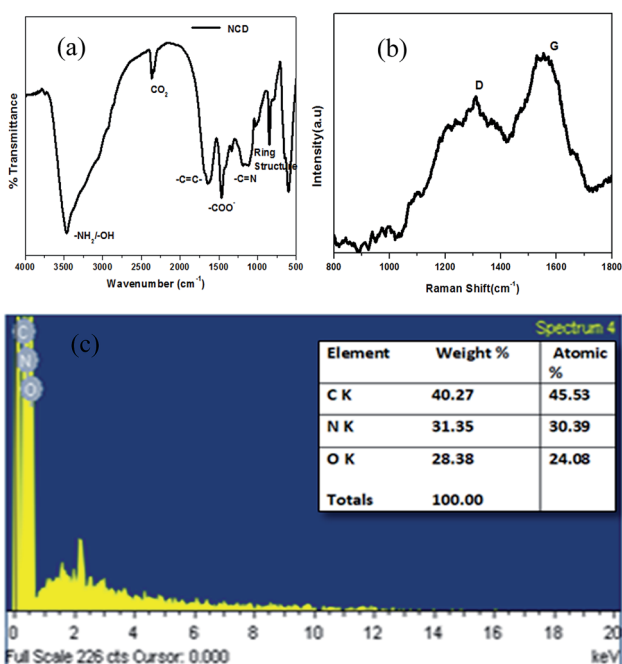 (a)
NCD
CO2
Ring
Structure
-C=C-
-C=N
-COO-
-NH2/-OH
% Transmittance
4000 3500 3000 2500 2000 1500 1000 500
Wavenumber (cm-1)
(b)
G
D
Intensity(a.u)
800 1000 1200 1400 1600 1800
Raman Shift(cm-1)
(c)
Spectrum 4
C
N
O
Element Weight % Atomic
%
C K 40.27 45.53
N K 31.35 30.39
O K 28.38 24.08
Totals 100.00
0 2 4 6 8 10 12 14 16 18 20
Full Scale 226 cts Cursor: 0.000 keV